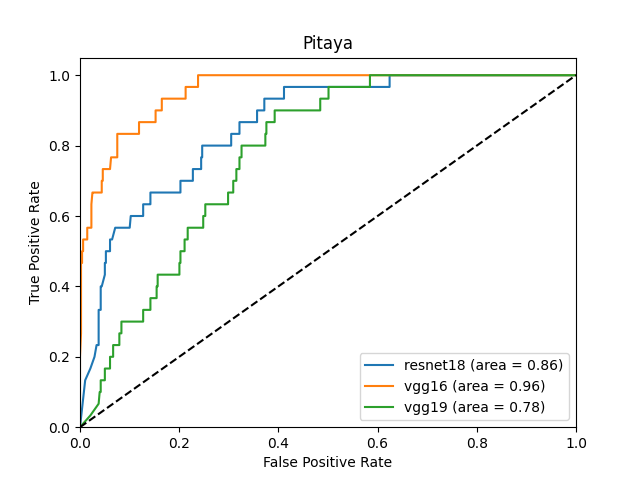 Pitaya
True Positive Rate
1.0
0.8
0.6
0.4
0.2
0.0
resnet18 (area = 0.86)
vgg16 (area = 0.96)
vgg19 (area = 0.78)
0.0 0.2 0.4 0.6 0.8 1.0
False Positive Rate